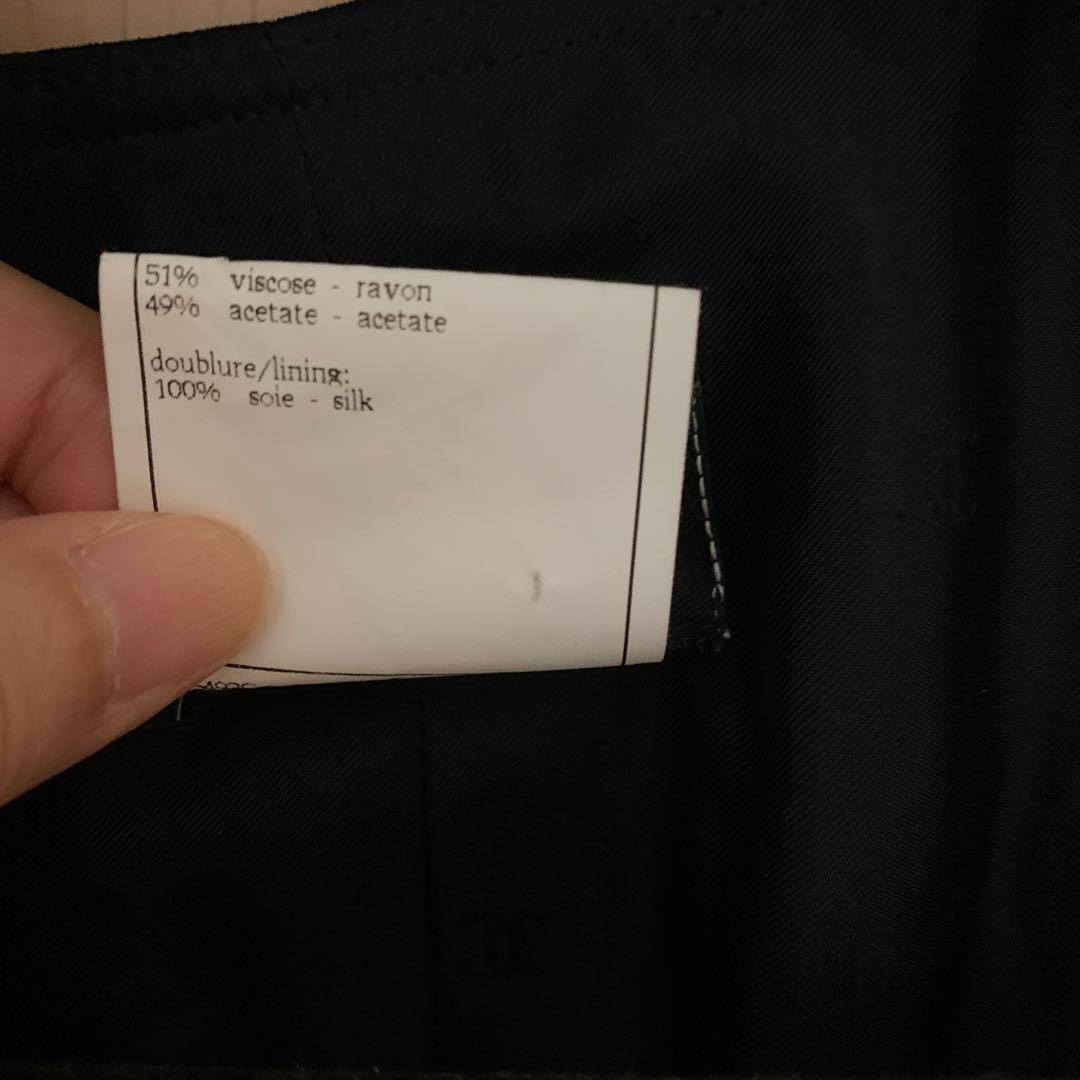 51% viscose - rayon
49% acetate - acetate
doublure/lining:
100% soie - silk